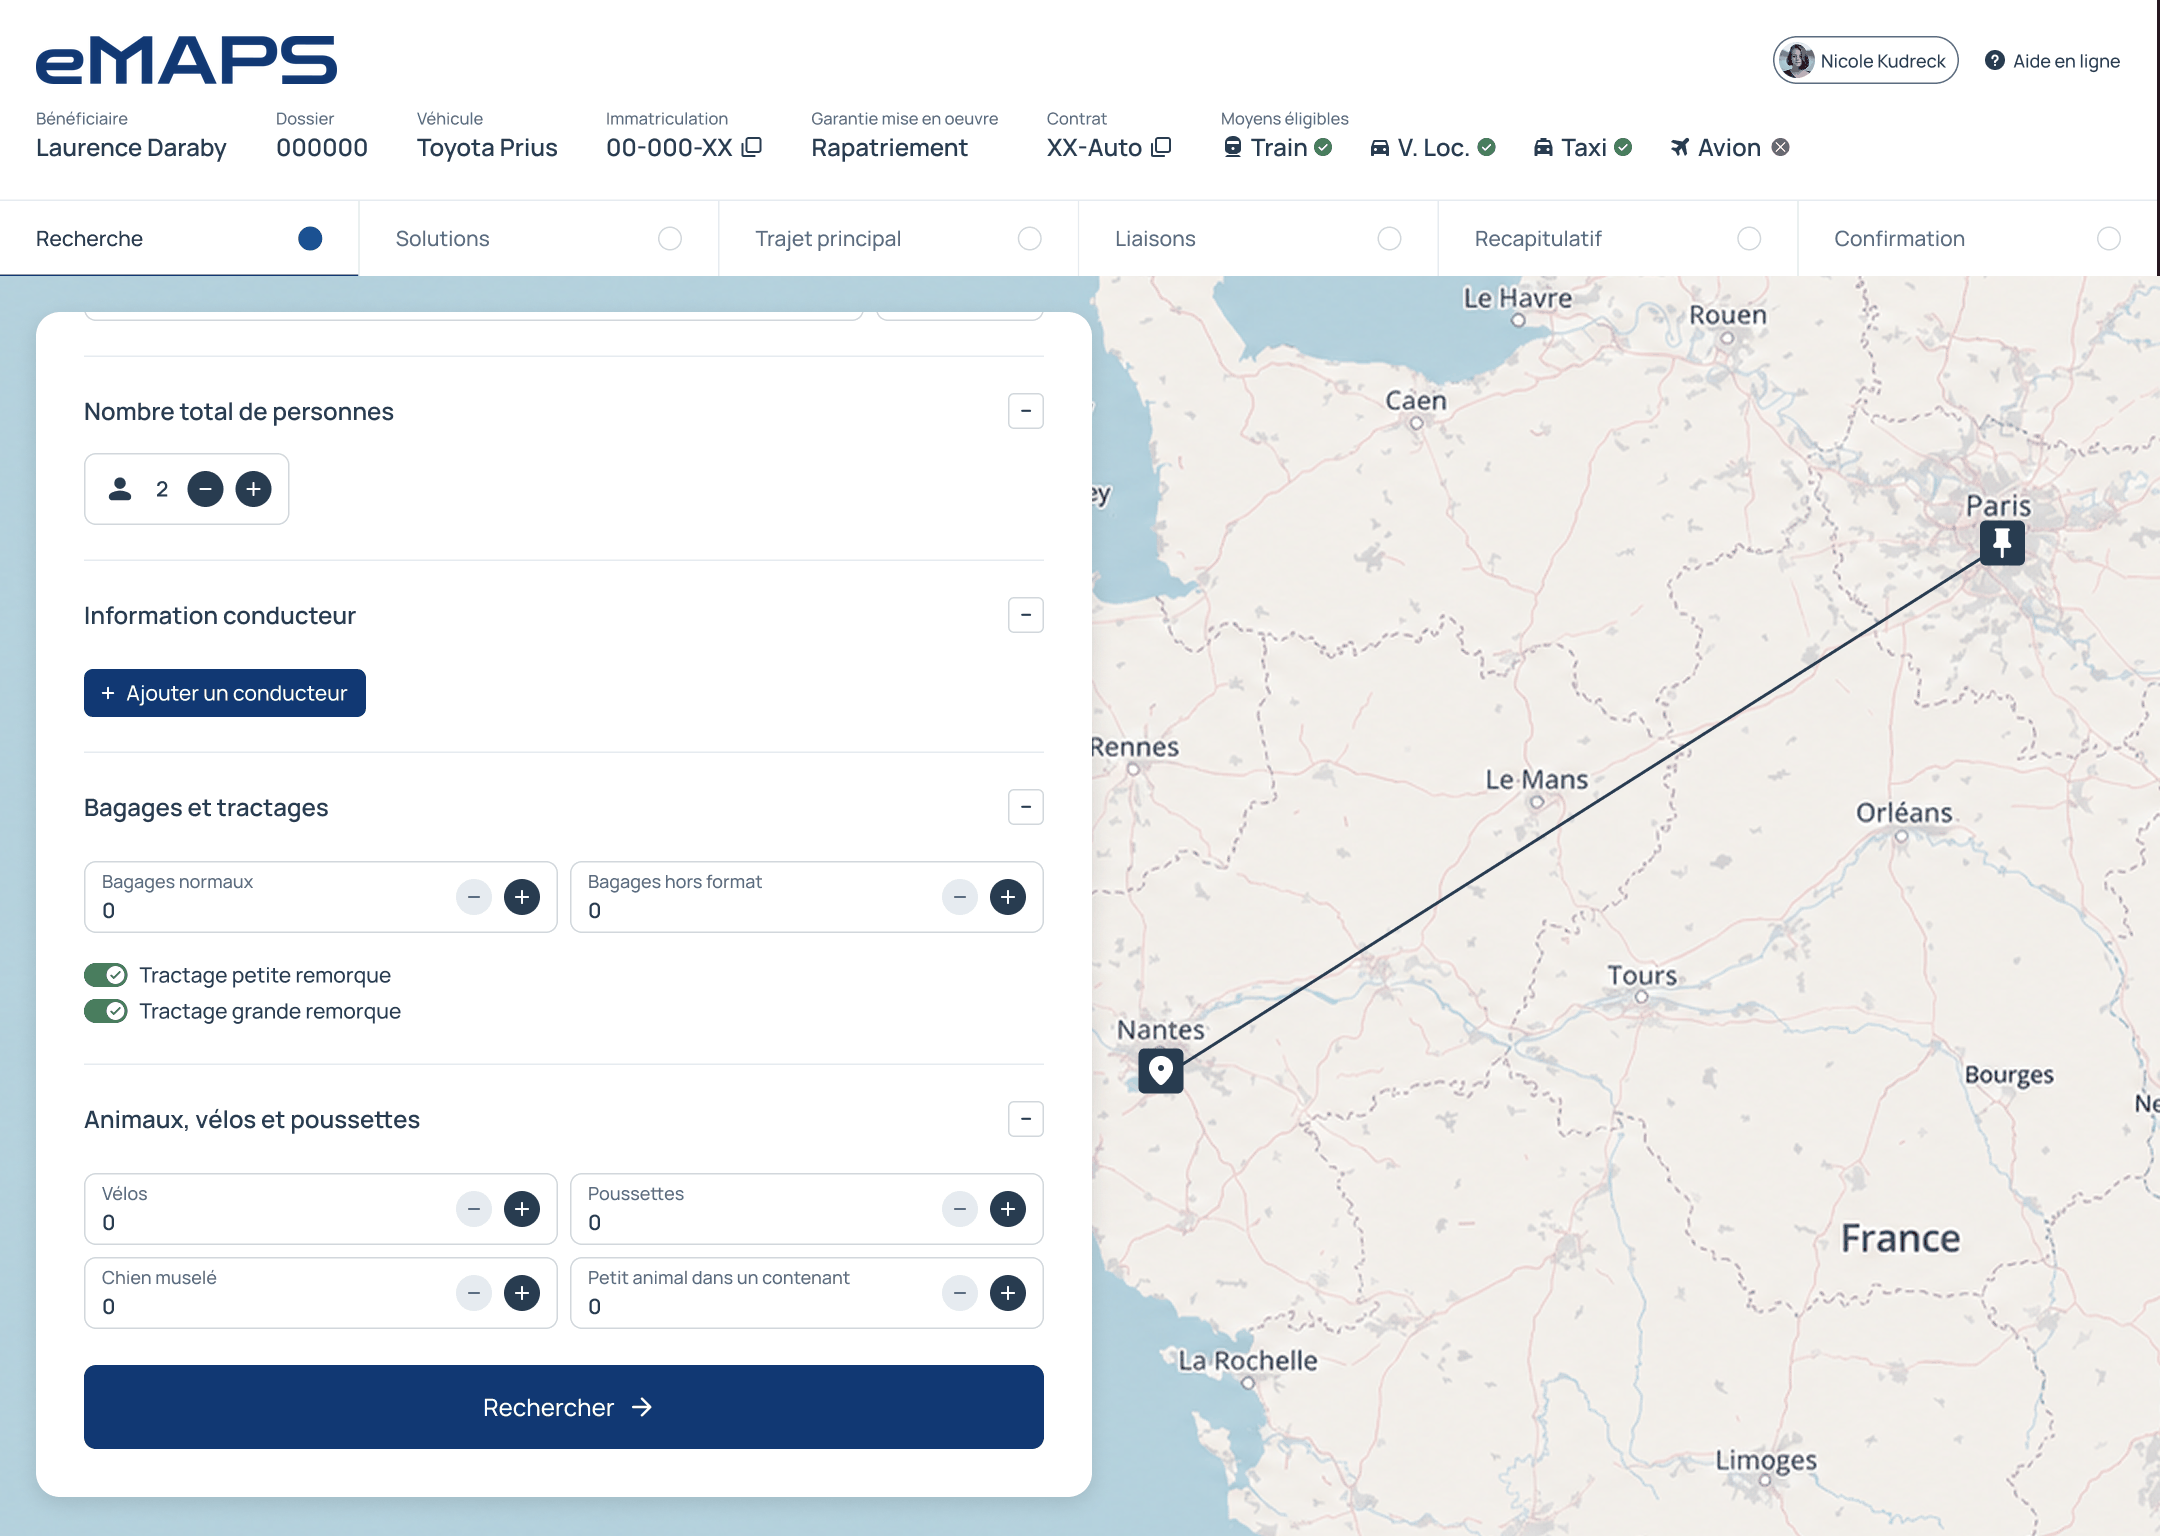 eMAPS
Nicole Kudreck
Aide en ligne
Bénéficiaire
Laurence Daraby
Dossier
000000
Véhicule
Toyota Prius
Immatriculation
00-000-XX
Garantie mise en oeuvre
Rapatriement
Contrat
XX-Auto
Moyens éligibles
Train
V. Loc.
Taxi
Avion
Recherche
Solutions
Trajet principal
Liaisons
Recapitulatif
Confirmation
Nombre total de personnes
2
Information conducteur
+ Ajouter un conducteur
Bagages et tractages
Bagages normaux
0
Bagages hors format
0
Tractage petite remorque
Tractage grande remorque
Animaux, vélos et poussettes
Vélos
0
Poussettes
0
Chien muselé
0
Petit animal dans un contenant
0
Rechercher
Le Havre
Rouen
Caen
ey
Paris
Rennes
Le Mans
Orléans
Tours
Nantes
Bourges
Ne
France
La Rochelle
Limoges